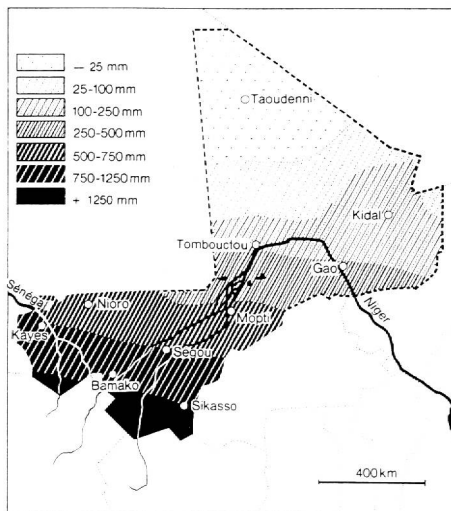 — 25 mm
25-100 mm
100-250 mm
250-500 mm
500-750 mm
750-1250 mm
+ 1250 mm
Taoudenni
Kidal
Tombouctou
Gao
Niger
Sénégal
Nioro
Kayes
Mopti
Ségou
Bamako
Sikasso
400 km